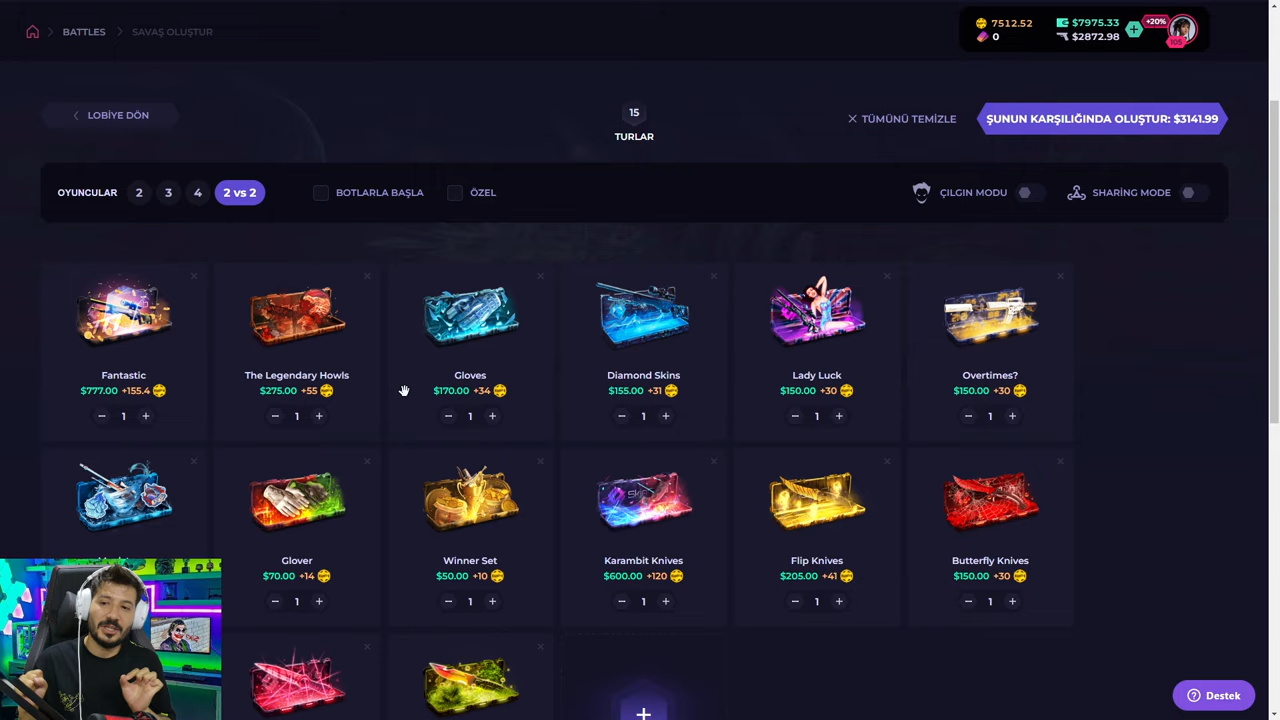 BATTLES
SAVAŞ OLUŞTUR
7512.52
0
$7975.33
$2872.98
+20%
LOBİYE DÖN
15
TURLAR
TÜMÜNÜ TEMİZLE
ŞUNUN KARŞILIĞINDA OLUŞTUR: $3141.99
OYUNCULAR 2 3 4 2 vs 2
BOTLARLA BAŞLA
ÖZEL
ÇILGIN MODU
SHARİNG MODE
Fantastic
$777.00 +155.4
1
The Legendary Howls
$275.00 +55
1
Gloves
$170.00 +34
1
Diamond Skins
$155.00 +31
1
Lady Luck
$150.00 +30
1
Overtimes?
$150.00 +30
1
Glover
$70.00 +14
1
Winner Set
$50.00 +10
1
Karambit Knives
$600.00 +120
1
Flip Knives
$205.00 +41
1
Butterfly Knives
$150.00 +30
1
Destek